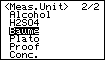 <Meas.Unit> 2/2
Alcohol
H2SO4
Baume
Plato
Proof
Conc.